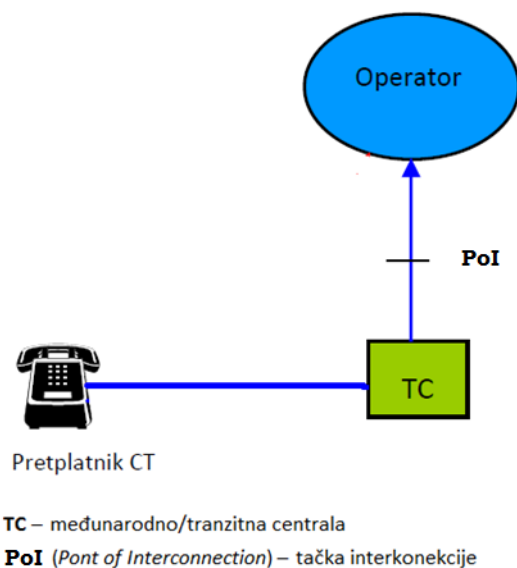 Operator
PoI
TC
Pretplatnik CT
TC – međunarodno/tranzitna centrala
PoI (Pont of Interconnection) – tačka interkonekcije